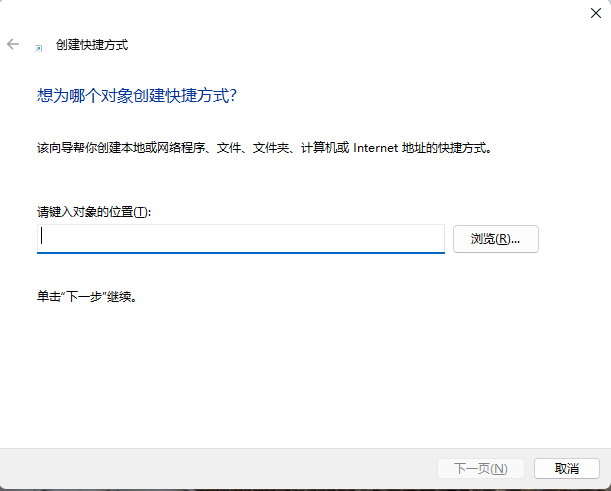 创建快捷方式
想为哪个对象创建快捷方式?
该向导帮你创建本地或网络程序、文件、文件夹、计算机或 Internet 地址的快捷方式。
请键入对象的位置(T):
浏览(R)...
单击“下一步”继续。
下一页(N)
取消